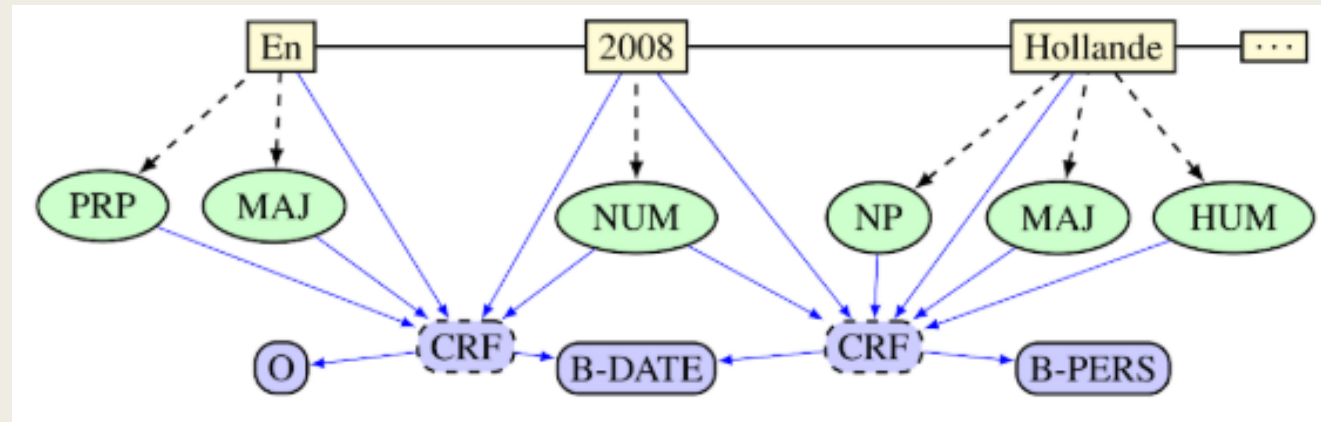 En 2008 Hollande ...
PRP MAJ NUM NP MAJ HUM
CRF CRF
O B-DATE B-PERS